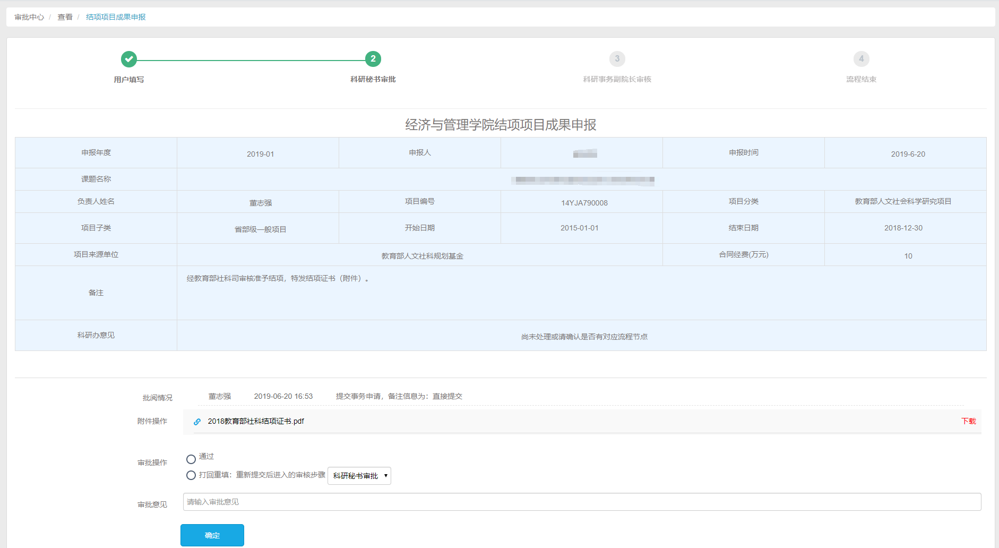 审批中心 / 查看 / 结项项目成果申报
2 3 4
用户填写 科研秘书审批 科研事务副院长审核 流程结束
经济与管理学院结项项目成果申报
申报年度 2019-01 申报人 申报时间 2019-6-20
课题名称
负责人姓名 董志强 项目编号 14YJA790008 项目分类 教育部人文社会科学研究项目
项目子类 省部级一般项目 开始日期 2015-01-01 结束日期 2018-12-30
项目来源单位 教育部人文社科规划基金 合同经费(万元) 10
备注 经教育部社科司审核准予结项，特发结项证书（附件）。
科研办意见 尚未处理或请确认是否有对应流程节点
批阅情况 董志强 2019-06-20 16:53 提交事务申请，备注信息为：直接提交
附件操作 2018教育部社科结项证书.pdf 下载
审批操作 通过
打回重填：重新提交后进入的审核步骤 科研秘书审批
审批意见 请输入审批意见
确定